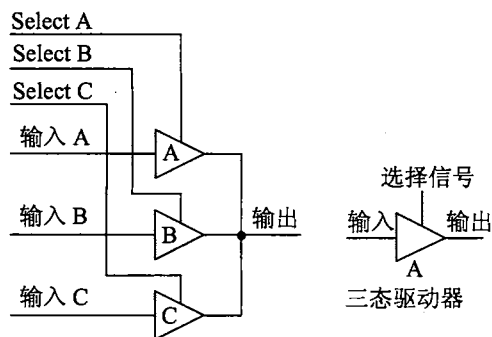 Select A
Select B
Select C
输入 A
A
输入 B
B
输出
输入 C
C
选择信号
输入
输出
A
三态驱动器